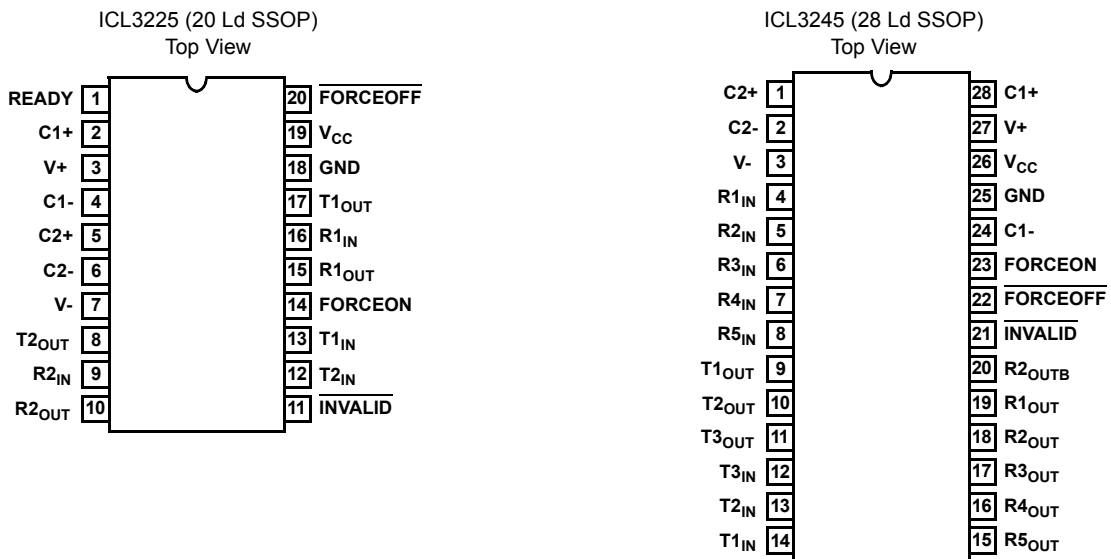 ICL3225 (20 Ld SSOP)
Top View
READY 1 20 FORCEOFF
C1+ 2 19 VCC
V+ 3 18 GND
C1- 4 17 T1OUT
C2+ 5 16 R1IN
C2- 6 15 R1OUT
V- 7 14 FORCEON
T2OUT 8 13 T1IN
R2IN 9 12 T2IN
R2OUT 10 11 INVALID
ICL3245 (28 Ld SSOP)
Top View
C2+ 1 28 C1+
C2- 2 27 V+
V- 3 26 VCC
R1IN 4 25 GND
R2IN 5 24 C1-
R3IN 6 23 FORCEON
R4IN 7 22 FORCEOFF
R5IN 8 21 INVALID
T1OUT 9 20 R2OUTB
T2OUT 10 19 R1OUT
T3OUT 11 18 R2OUT
T3IN 12 17 R3OUT
T2IN 13 16 R4OUT
T1IN 14 15 R5OUT